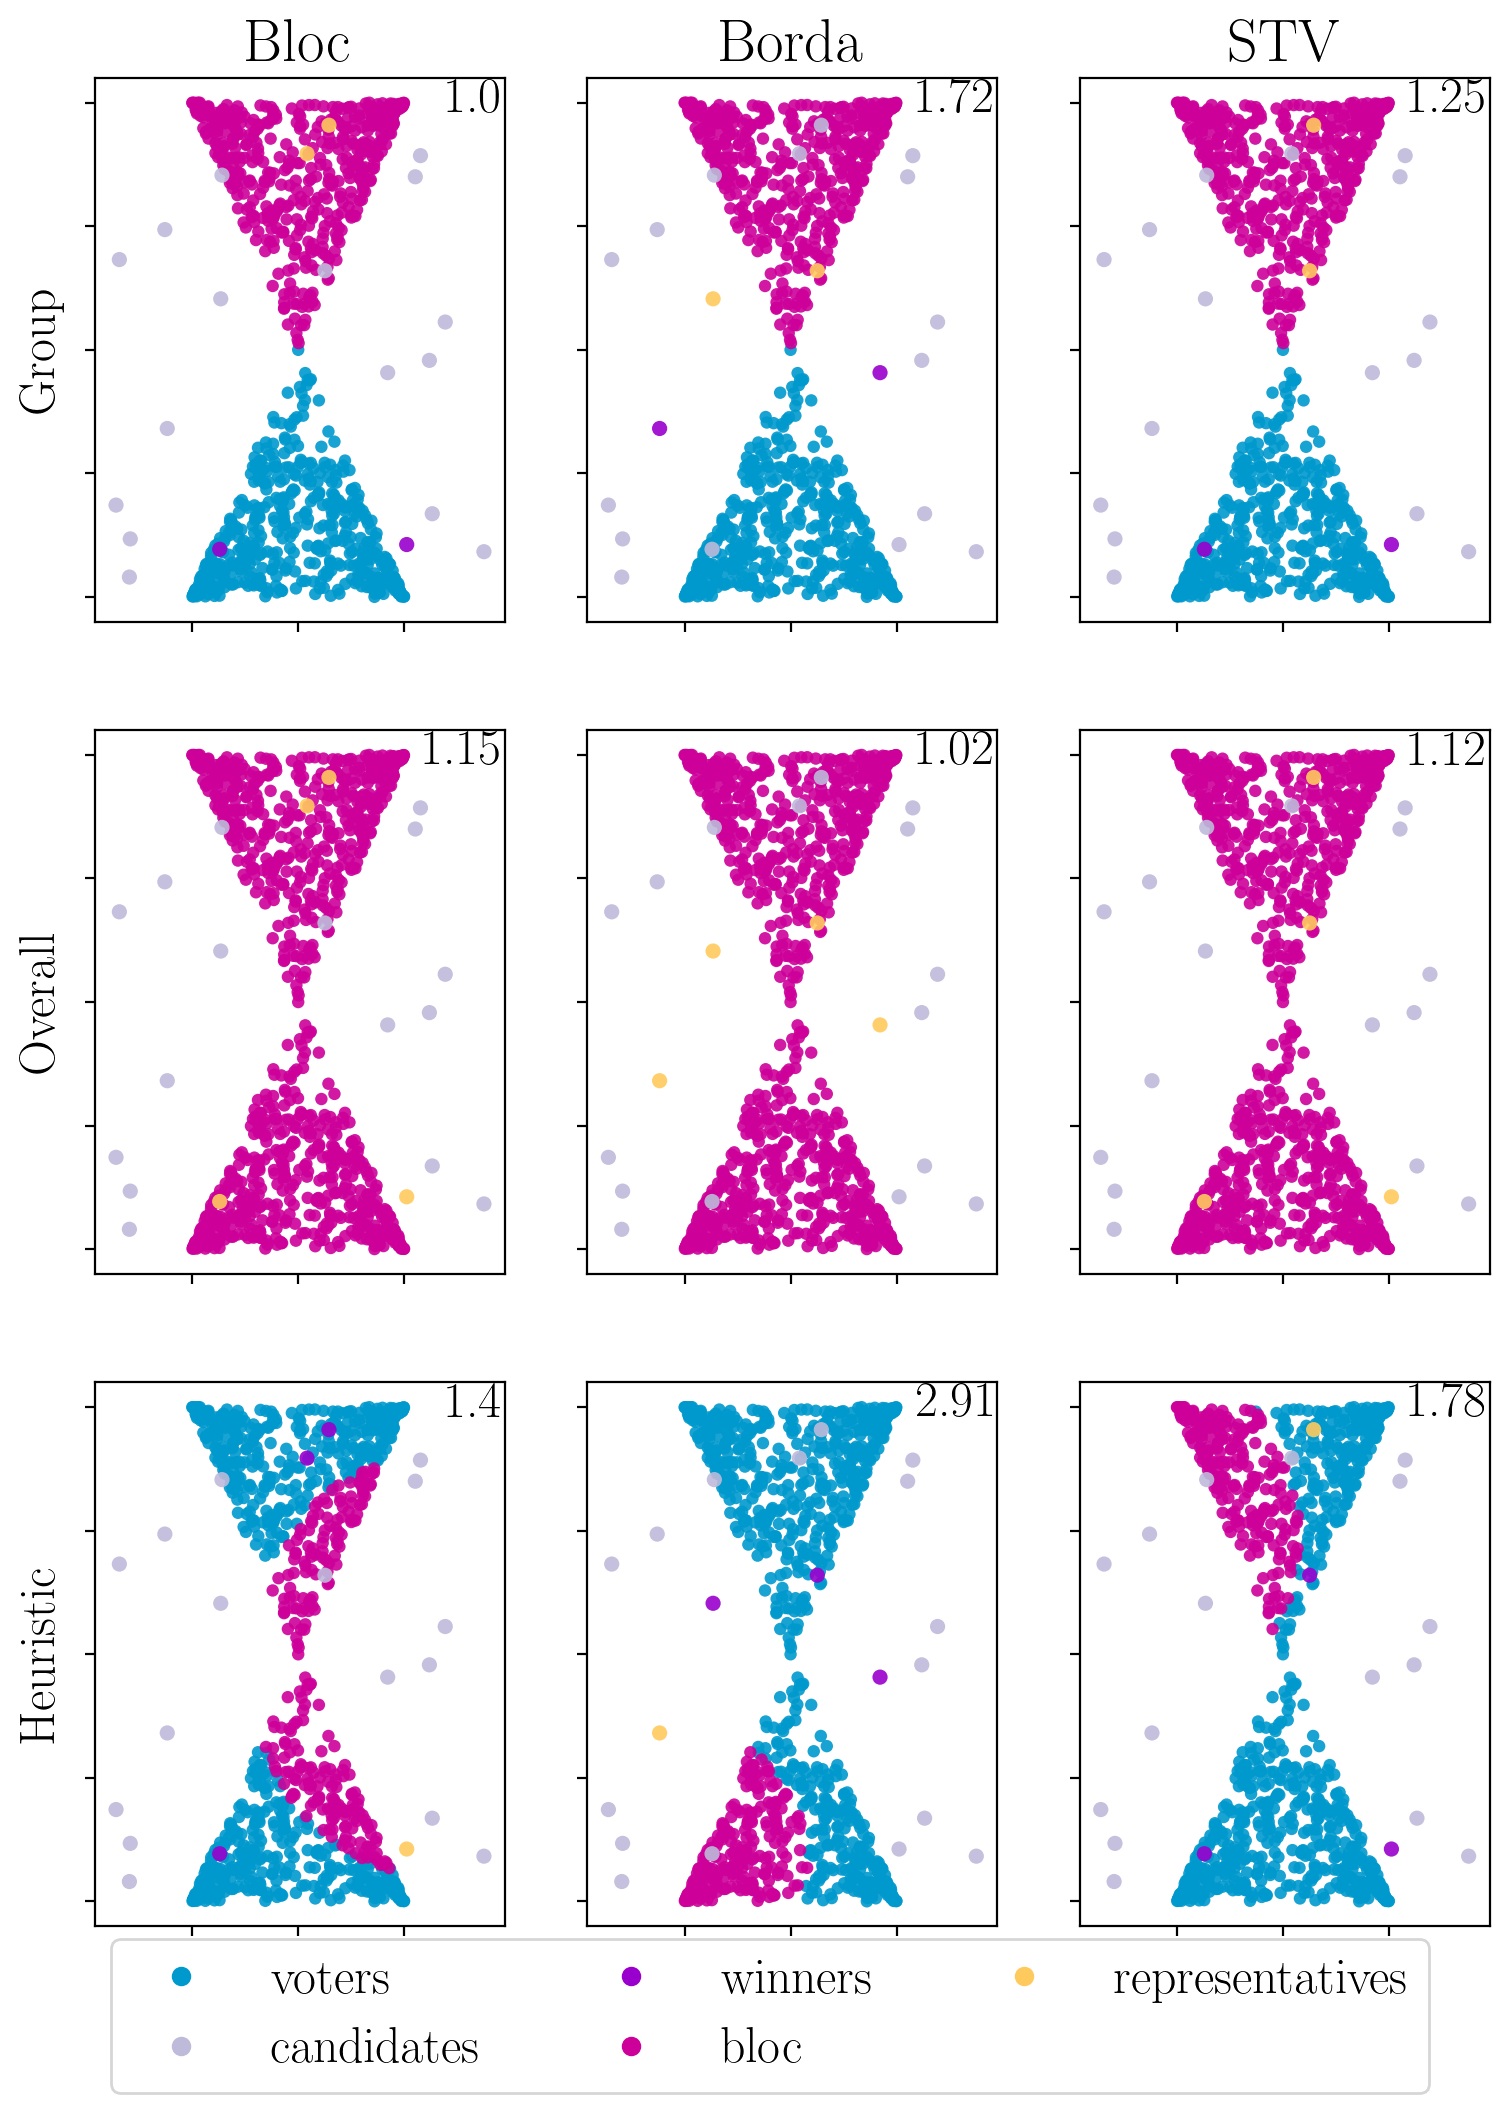 Bloc Borda STV
1.0 1.72 1.25
Group
1.15 1.02 1.12
Overall
1.4 2.91 1.78
Heuristic
voters winners representatives
candidates bloc